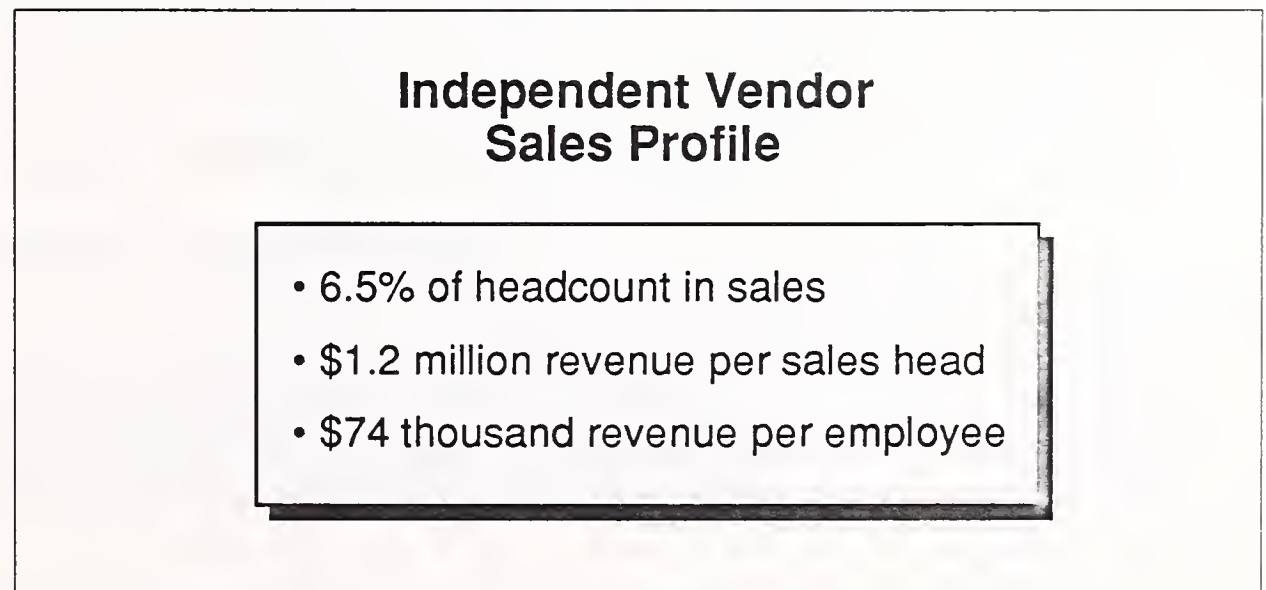 Independent Vendor
Sales Profile
• 6.5% of headcount in sales
• $1.2 million revenue per sales head
• $74 thousand revenue per employee